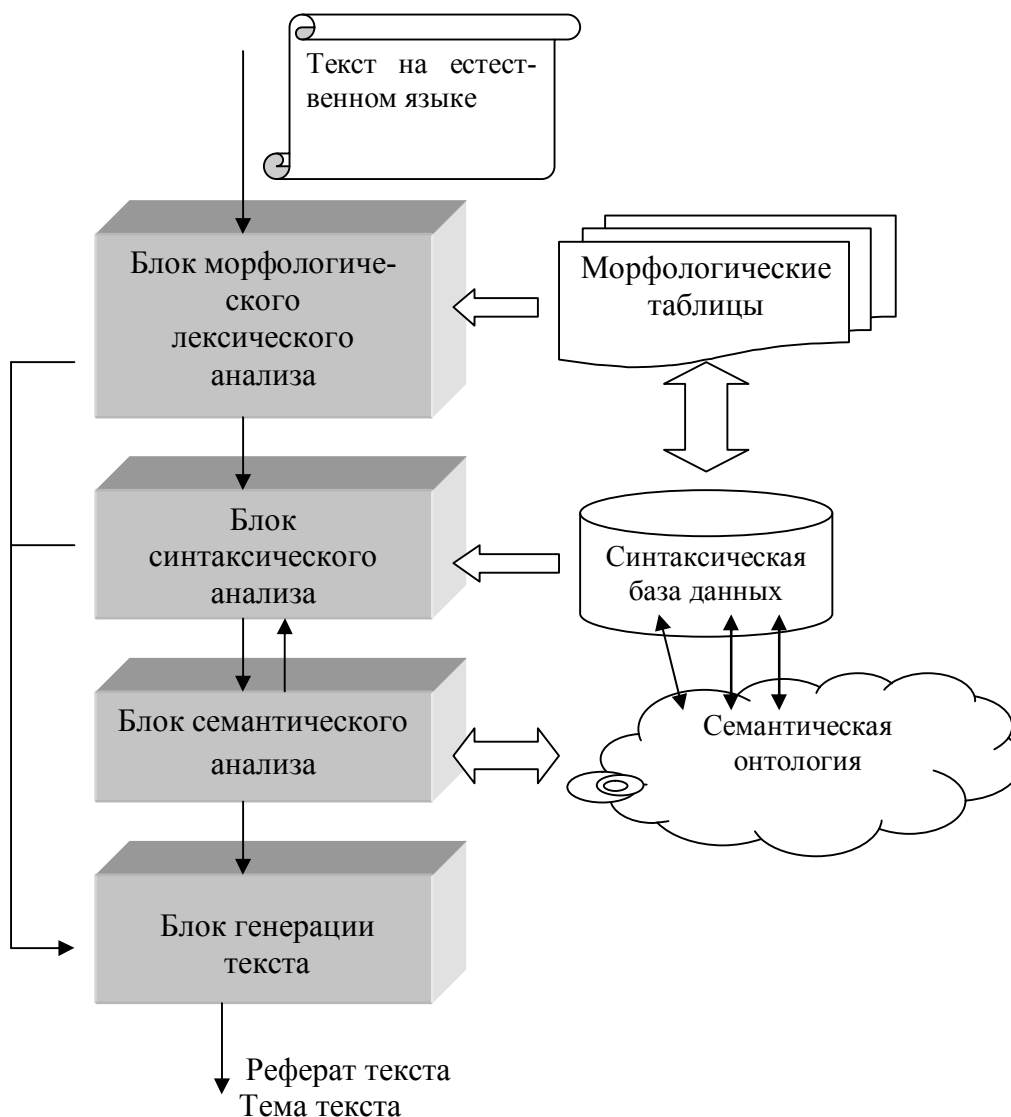 Текст на естест-
венном языке
Блок морфологиче-
ского
лексического
анализа
Морфологические
таблицы
Блок
синтаксического
анализа
Синтаксическая
база данных
Блок семантического
анализа
Семантическая
онтология
Блок генерации
текста
Реферат текста
Тема текста